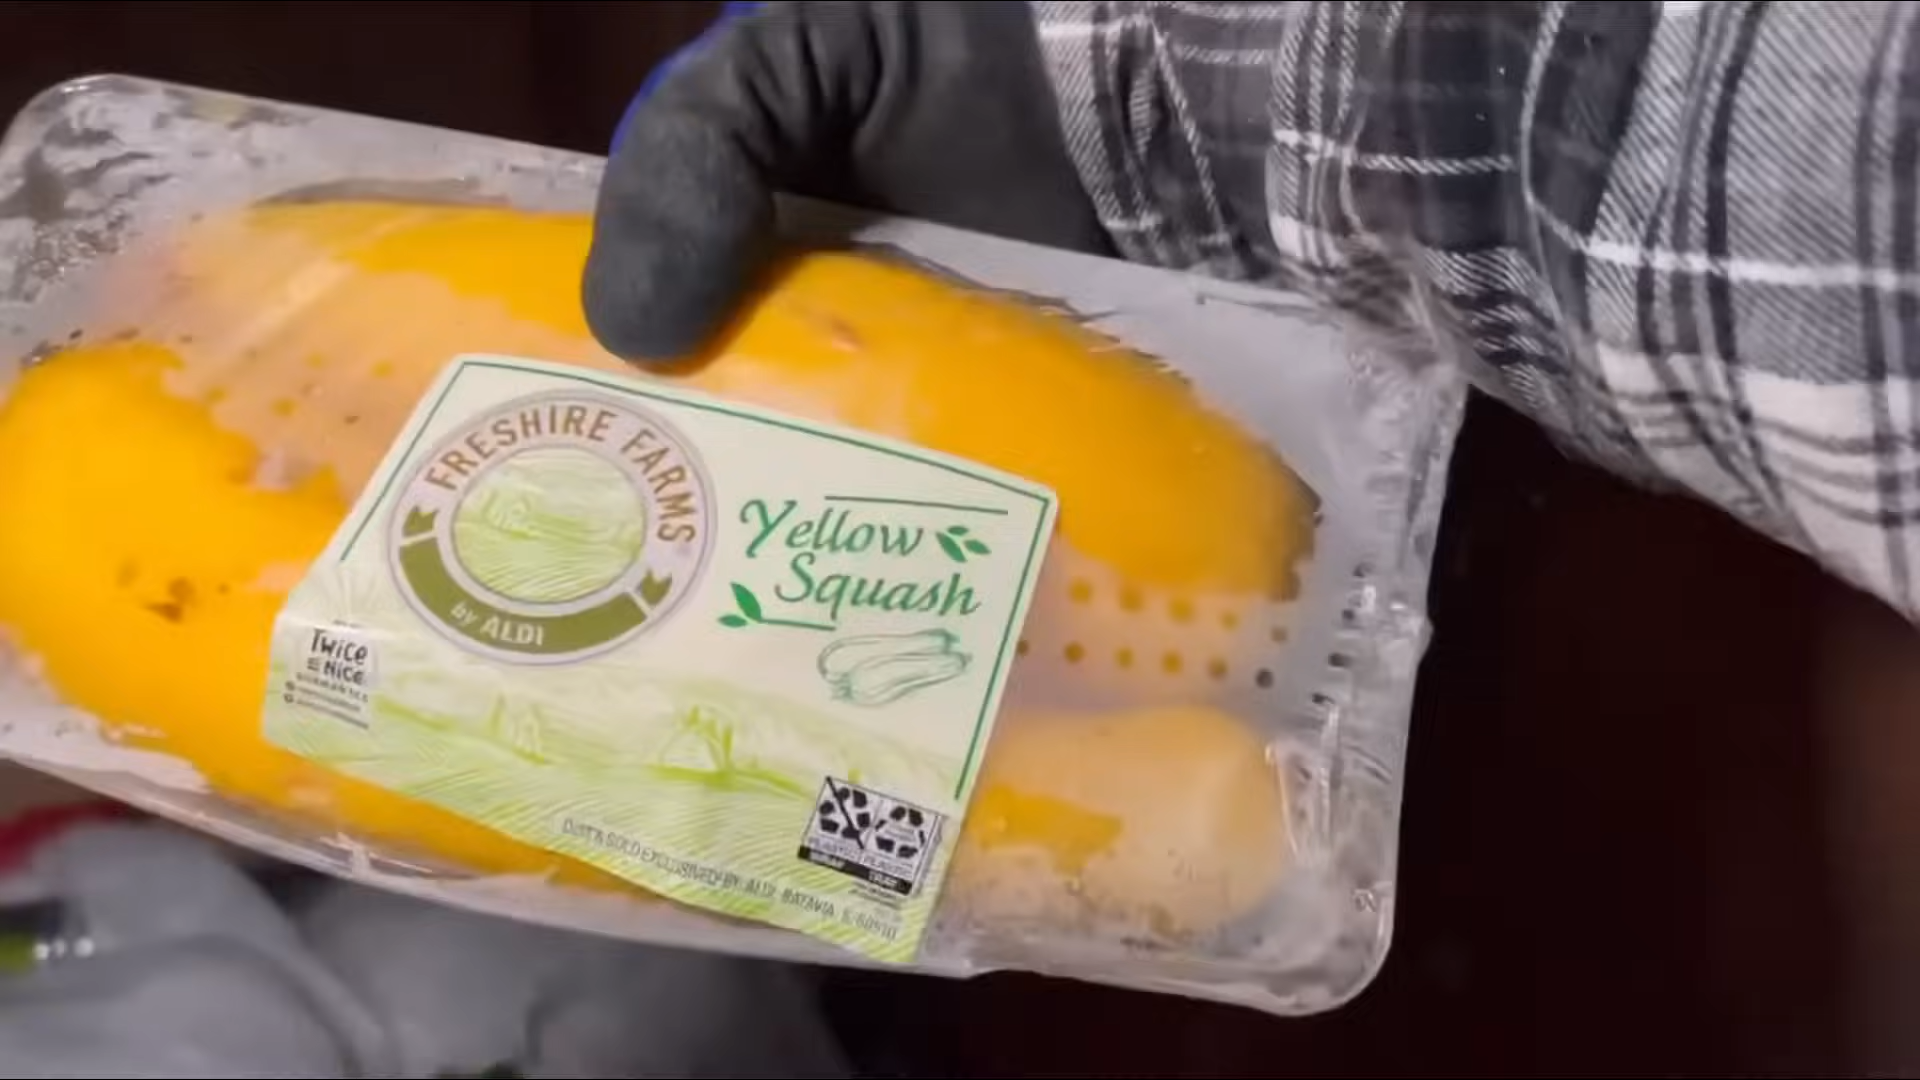 FRESHIRE FARMS
by ALDI
Yellow
Squash
TWICE
NICE
DIST & SOLD EXCLUSIVELY BY: ALDI, BATAVIA, IL 60510